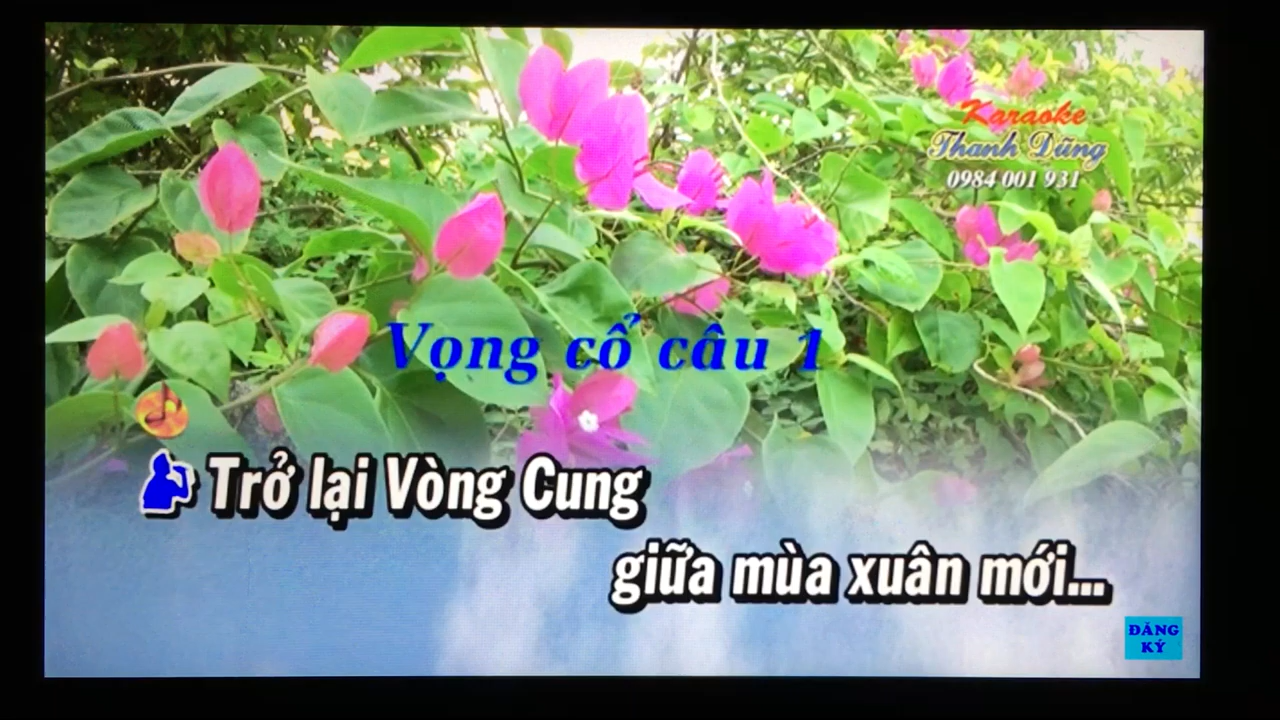 Karaoke
Thanh Dũng
0984 001 931
Vọng cổ câu 1
Trở lại Vòng Cung
giữa mùa xuân mới...
ĐĂNG
KÝ